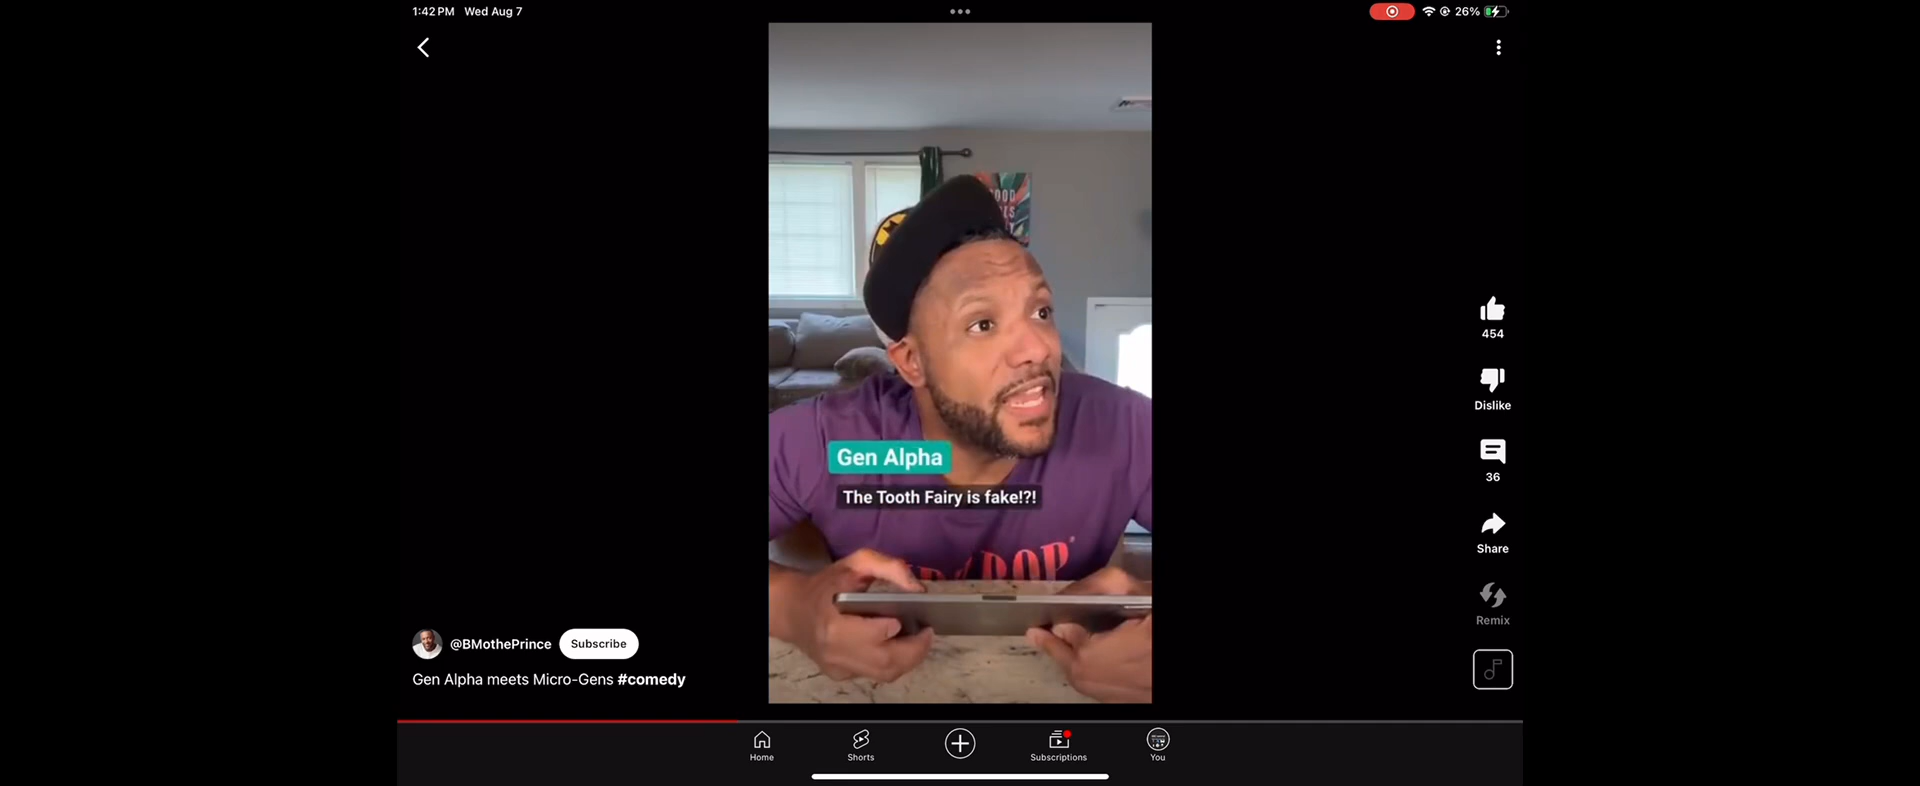 1:42 PM Wed Aug 7
26%
Gen Alpha
The Tooth Fairy is fake!?!
454
Dislike
36
Share
Remix
@BMothePrince
Subscribe
Gen Alpha meets Micro-Gens #comedy
Home
Shorts
Subscriptions
You